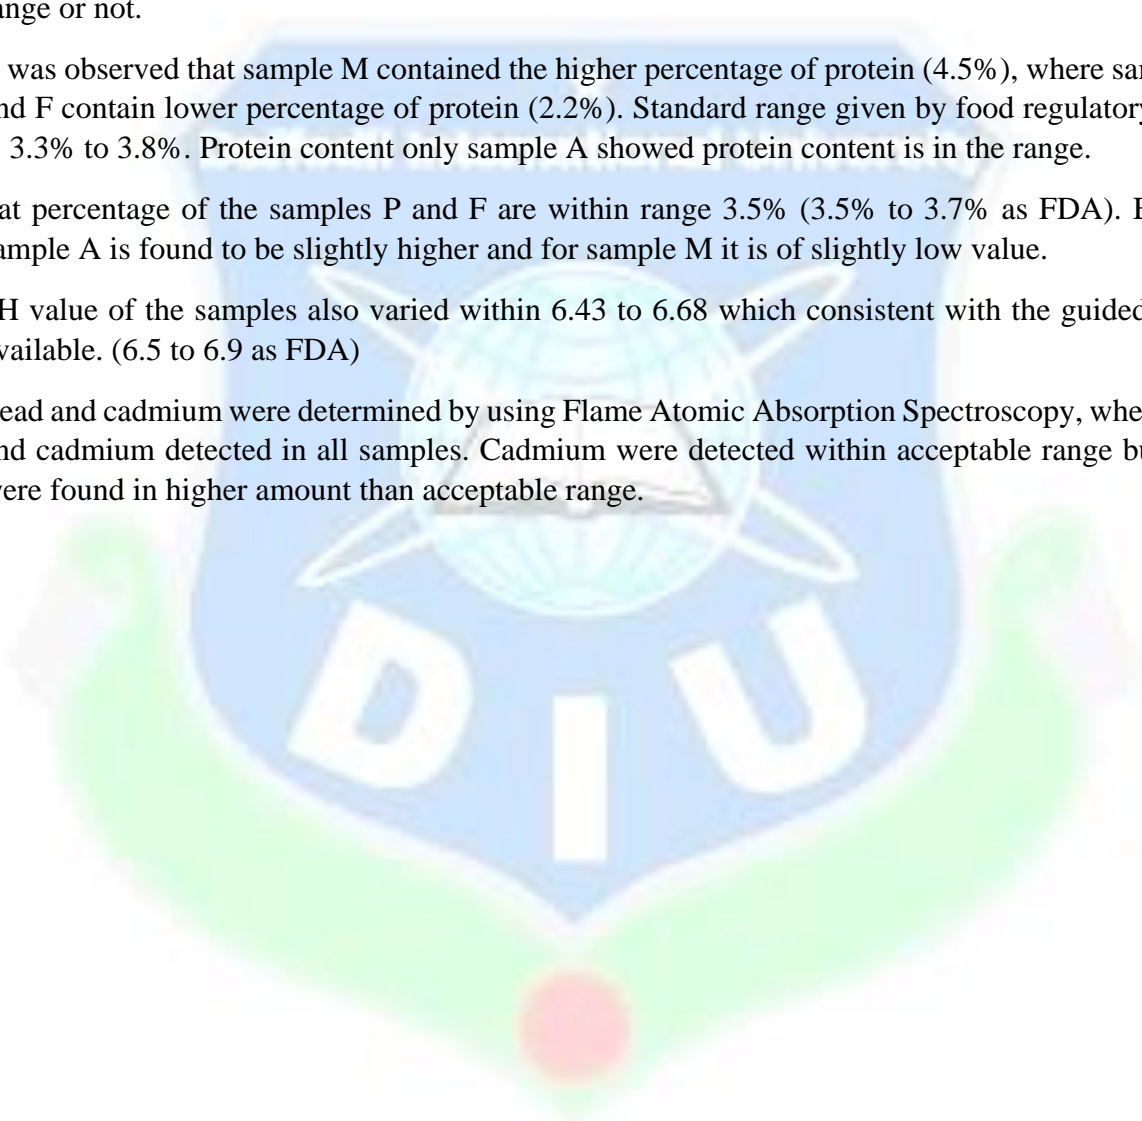 ange or not.
was observed that sample M contained the higher percentage of protein (4.5%), where sa
nd F contain lower percentage of protein (2.2%). Standard range given by food regulatory
3.3% to 3.8%. Protein content only sample A showed protein content is in the range.
at percentage of the samples P and F are within range 3.5% (3.5% to 3.7% as FDA).
ample A is found to be slightly higher and for sample M it is of slightly low value.
H value of the samples also varied within 6.43 to 6.68 which consistent with the guided
vailable. (6.5 to 6.9 as FDA)
ead and cadmium were determined by using Flame Atomic Absorption Spectroscopy, whe
nd cadmium detected in all samples. Cadmium were detected within acceptable range bu
were found in higher amount than acceptable range.
D I U